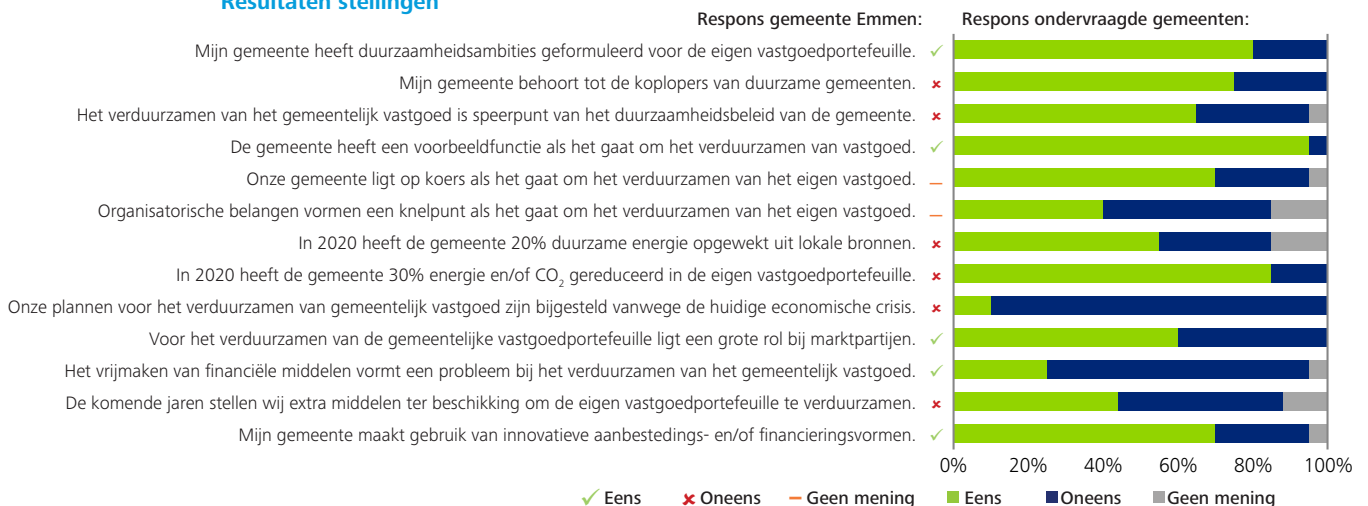 Resultaten stellingen
Respons gemeente Emmen:
Respons ondervraagde gemeenten:
Mijn gemeente heeft duurzaamheidsambities geformuleerd voor de eigen vastgoedportefeuille.
Mijn gemeente behoort tot de koplopers van duurzame gemeenten.
Het verduurzamen van het gemeentelijk vastgoed is speerpunt van het duurzaamheidsbeleid van de gemeente.
De gemeente heeft een voorbeeldfunctie als het gaat om het verduurzamen van vastgoed.
Onze gemeente ligt op koers als het gaat om het verduurzamen van het eigen vastgoed.
Organisatorische belangen vormen een knelpunt als het gaat om het verduurzamen van het eigen vastgoed.
In 2020 heeft de gemeente 20% duurzame energie opgewekt uit lokale bronnen.
In 2020 heeft de gemeente 30% energie en/of CO₂ gereduceerd in de eigen vastgoedportefeuille.
Onze plannen voor het verduurzamen van gemeentelijk vastgoed zijn bijgesteld vanwege de huidige economische crisis.
Voor het verduurzamen van de gemeentelijke vastgoedportefeuille ligt een grote rol bij marktpartijen.
Het vrijmaken van financiële middelen vormt een probleem bij het verduurzamen van het gemeentelijk vastgoed.
De komende jaren stellen wij extra middelen ter beschikking om de eigen vastgoedportefeuille te verduurzamen.
Mijn gemeente maakt gebruik van innovatieve aanbestedings- en/of financieringsvormen.
0% 20% 40% 60% 80% 100%
Eens Oneens Geen mening Eens Oneens Geen mening